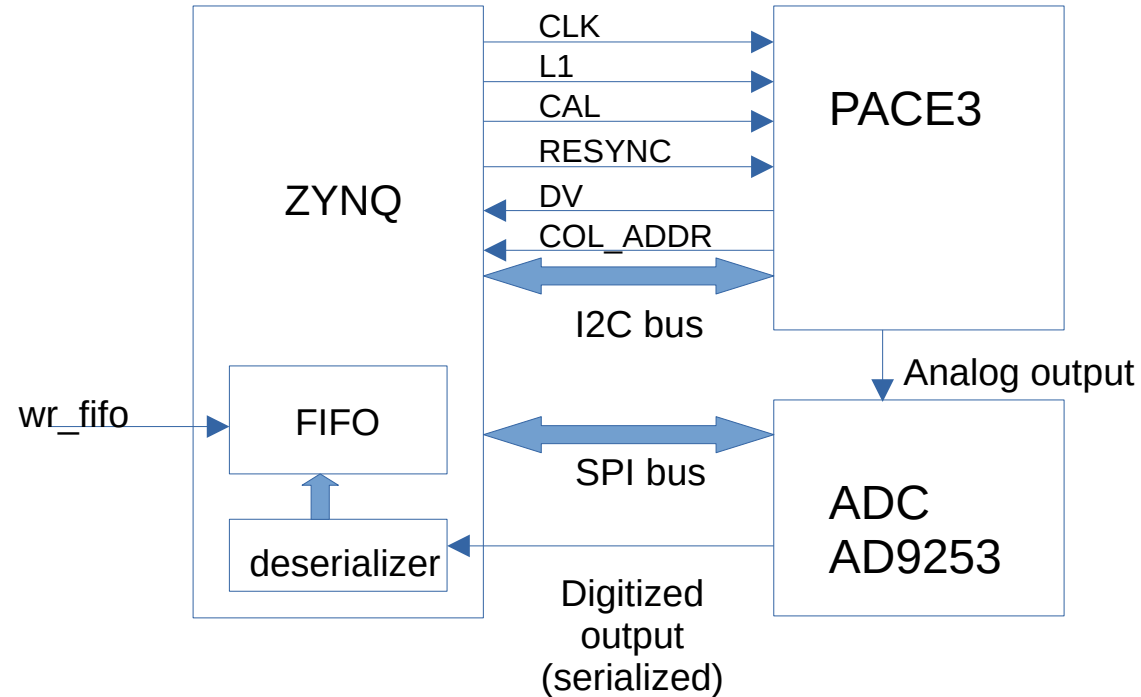 CLK
L1
CAL
RESYNC
DV
COL_ADDR
I2C bus
PACE3
ZYNQ
Analog output
wr_fifo
FIFO
SPI bus
deserializer
ADC
AD9253
Digitized
output
(serialized)